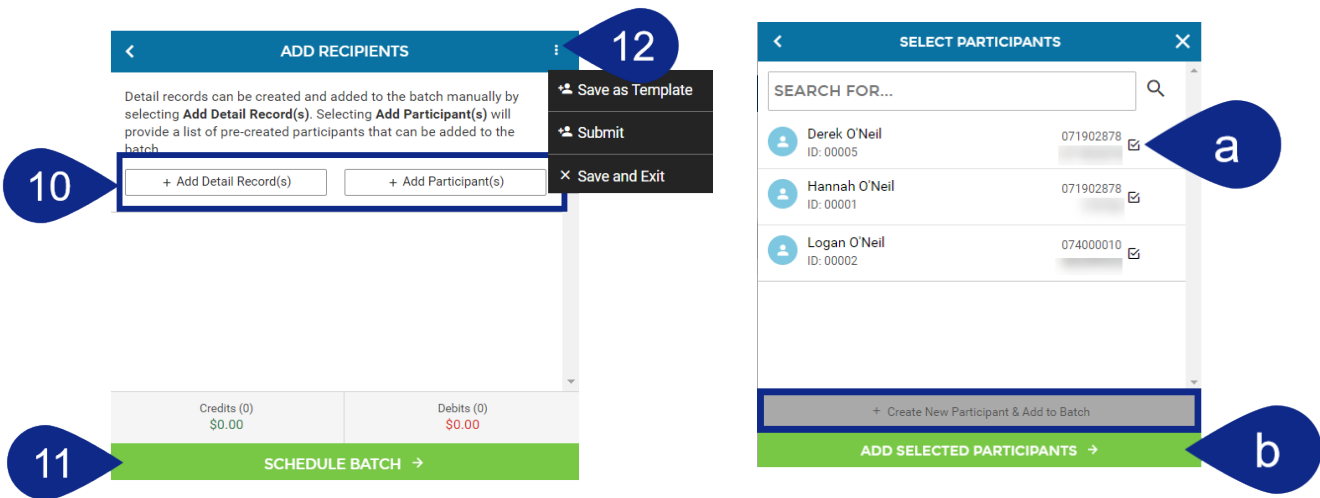 ADD RECIPIENTS
12
Detail records can be created and added to the batch manually by
selecting Add Detail Record(s). Selecting Add Participant(s) will
provide a list of pre-created participants that can be added to the
batch
Save as Template
Submit
Save and Exit
10
+ Add Detail Record(s)
+ Add Participant(s)
Credits (0)
$0.00
Debits (0)
$0.00
11
SCHEDULE BATCH →
SELECT PARTICIPANTS
SEARCH FOR...
Derek O'Neil
ID: 00005
071902878
a
Hannah O'Neil
ID: 00001
071902878
Logan O'Neil
ID: 00002
074000010
+ Create New Participant & Add to Batch
ADD SELECTED PARTICIPANTS →
b